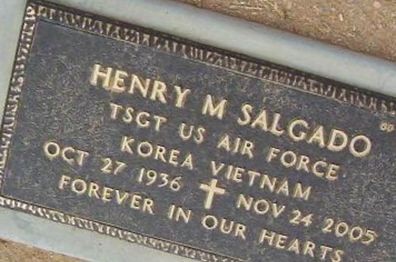 HENRY M SALGADO
TSGT US AIR FORCE
KOREA VIETNAM
OCT 27 1936 ✝ NOV 24 2005
FOREVER IN OUR HEARTS